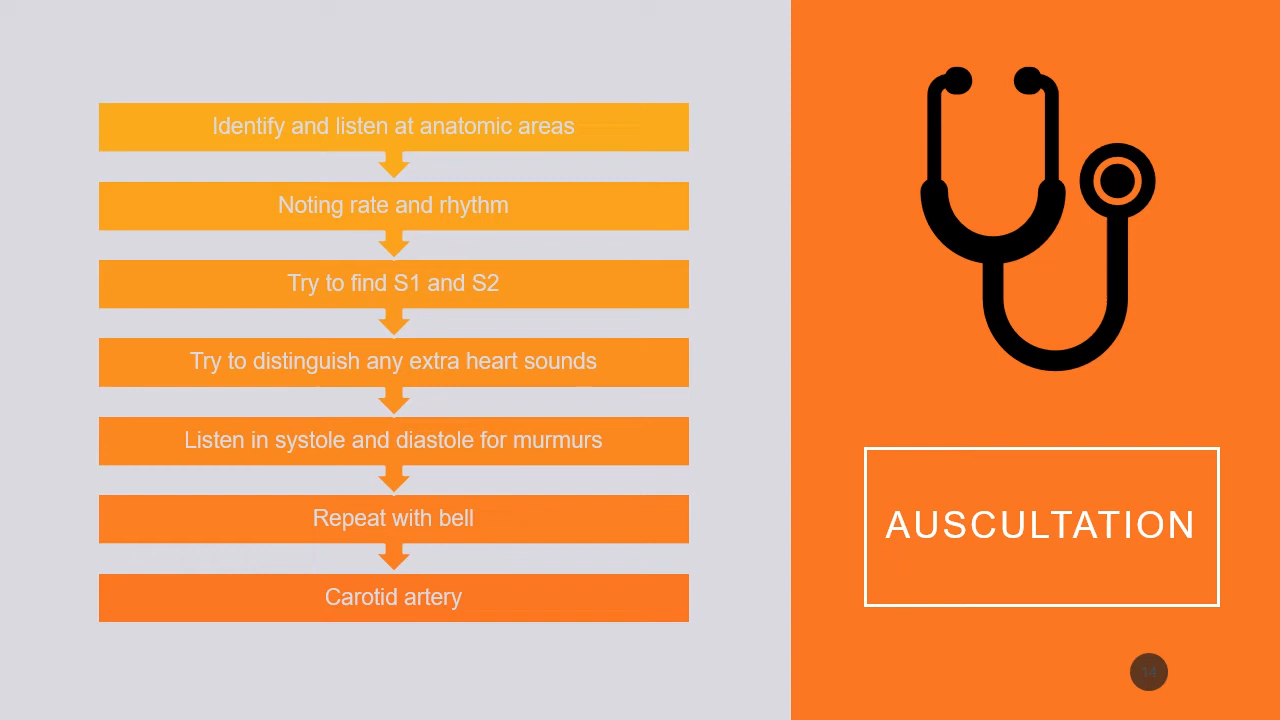 Identify and listen at anatomic areas
Noting rate and rhythm
Try to find S1 and S2
Try to distinguish any extra heart sounds
Listen in systole and diastole for murmurs
Repeat with bell
Carotid artery
AUSCULTATION
14